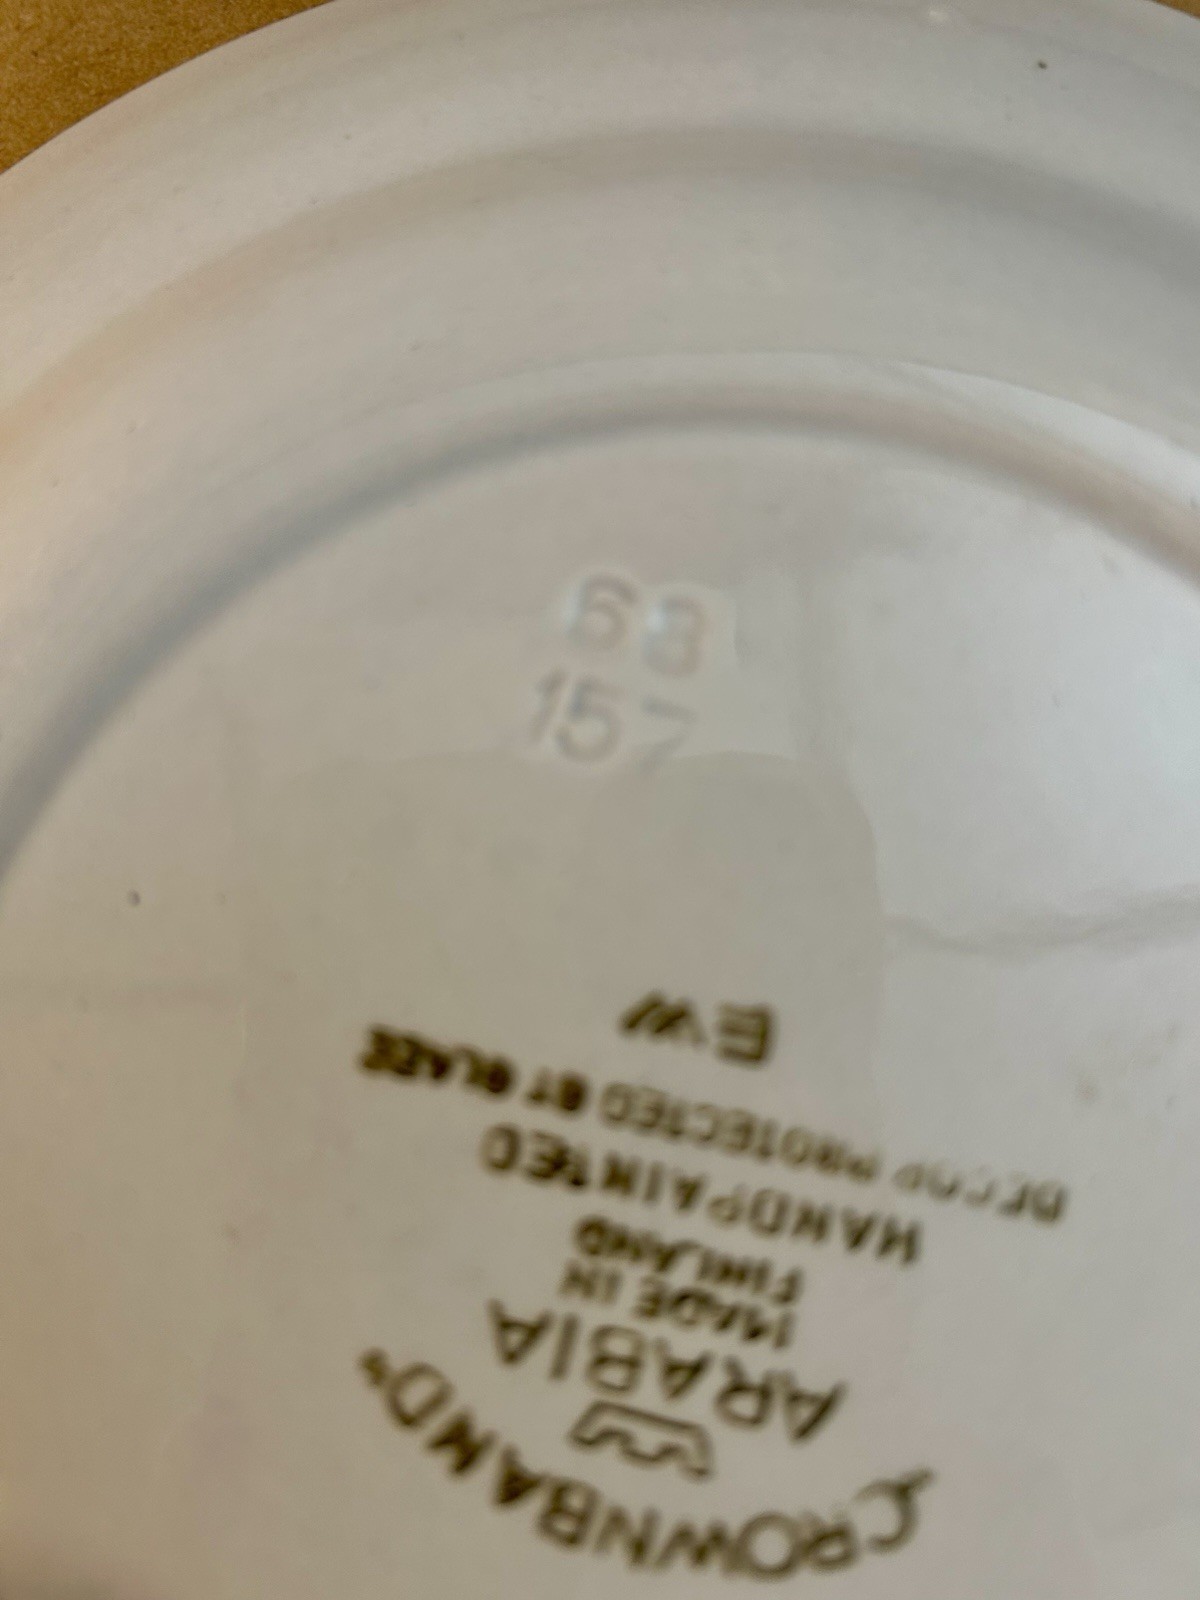 63
157
"CROWNBAND"
ARABIA
MADE IN
FINLAND
HANDPAINTED
DECOR PROTECTED BY GLAZE
EW //